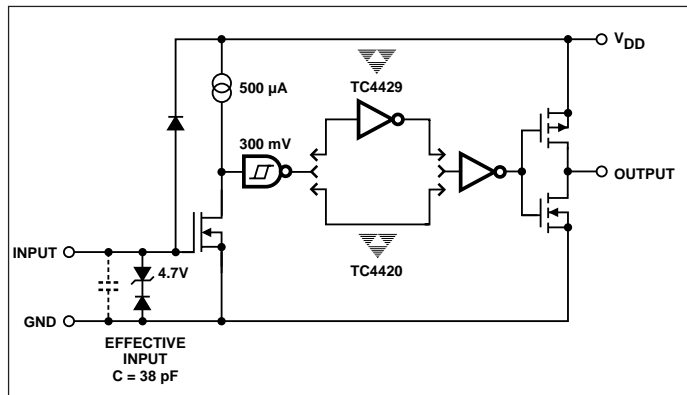 V_DD
500 µA
TC4429
300 mV
OUTPUT
INPUT
4.7V
TC4420
GND
EFFECTIVE
INPUT
C = 38 pF